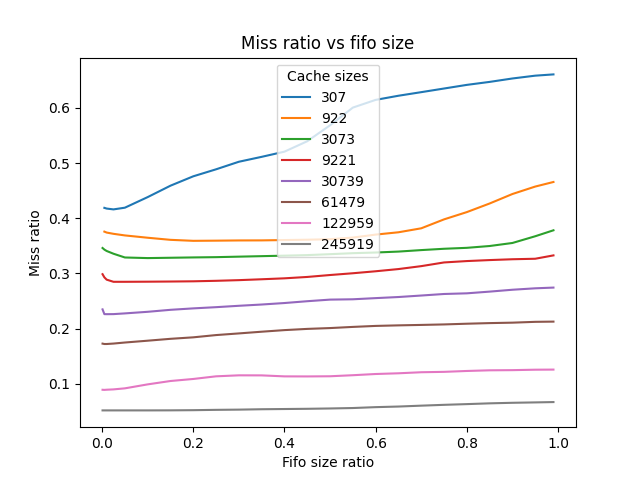 Miss ratio vs fifo size
Cache sizes
307
922
3073
9221
30739
61479
122959
245919
Miss ratio
0.6
0.5
0.4
0.3
0.2
0.1
0.0 0.2 0.4 0.6 0.8 1.0
Fifo size ratio